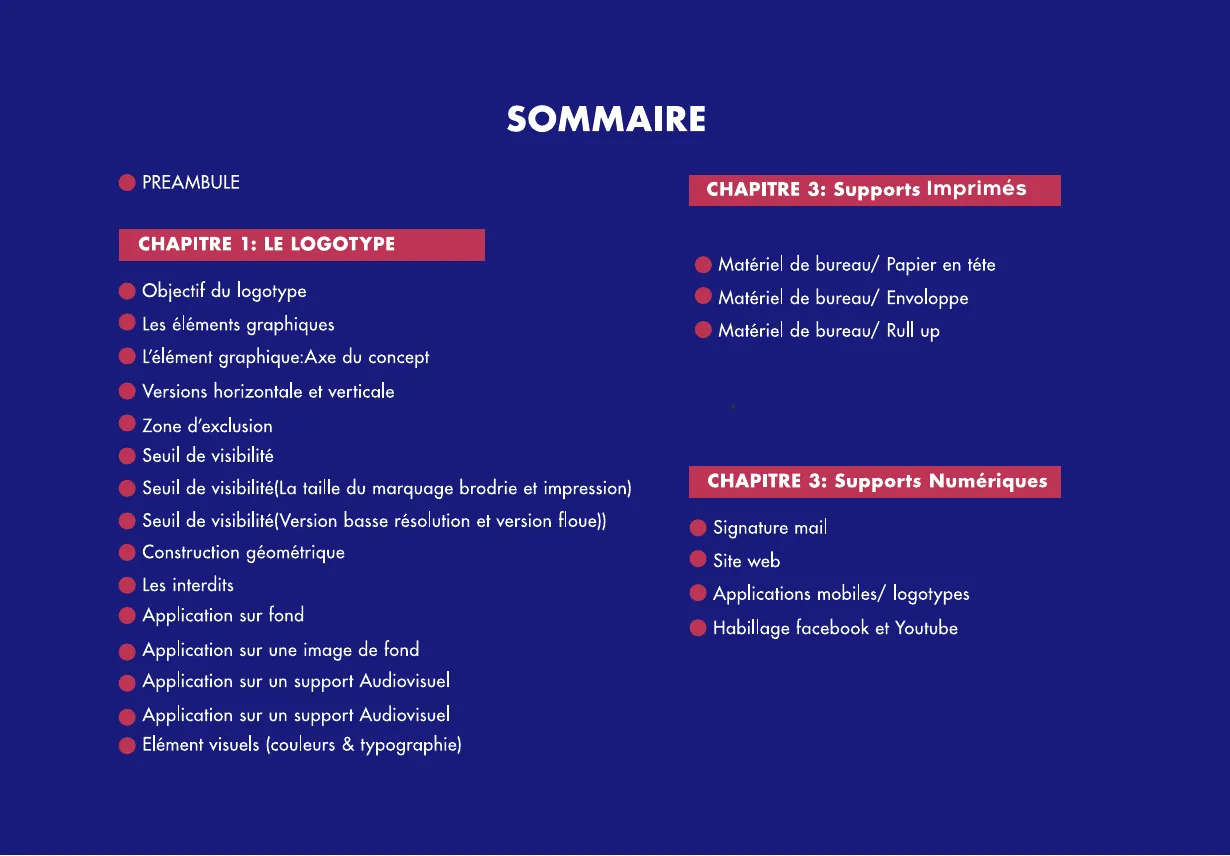 SOMMAIRE
PREAMBULE
CHAPITRE 1: LE LOGOTYPE
Objectif du logotype
Les éléments graphiques
L'élément graphique:Axe du concept
Versions horizontale et verticale
Zone d'exclusion
Seuil de visibilité
Seuil de visibilité(La taille du marquage brodrie et impression)
Seuil de visibilité(Version basse résolution et version floue))
Construction géométrique
Les interdits
Application sur fond
Application sur une image de fond
Application sur un support Audiovisuel
Application sur un support Audiovisuel
Elément visuels (couleurs & typographie)
CHAPITRE 3: Supports Imprimés
Matériel de bureau/ Papier en téte
Matériel de bureau/ Envoloppe
Matériel de bureau/ Rull up
CHAPITRE 3: Supports Numériques
Signature mail
Site web
Applications mobiles/ logotypes
Habillage facebook et Youtube